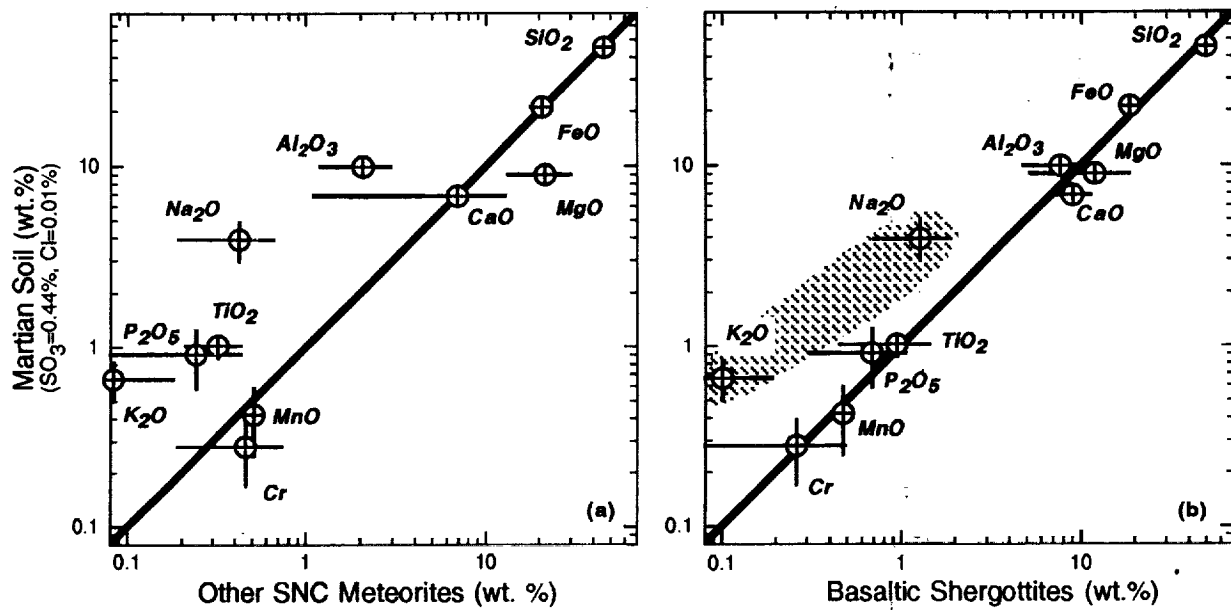 SiO2
FeO
Al2O3
MgO
CaO
Na2O
TiO2
P2O5
K2O
MnO
Cr
(a)
10
1
0.1
0.1
1
10
Martian Soil (wt.%)
(SO3=0.44%, Cl=0.01%)
Other SNC Meteorites (wt. %)
SiO2
FeO
Al2O3
MgO
CaO
Na2O
K2O
TiO2
P2O5
MnO
Cr
(b)
0.1
1
10
Basaltic Shergottites (wt.%)